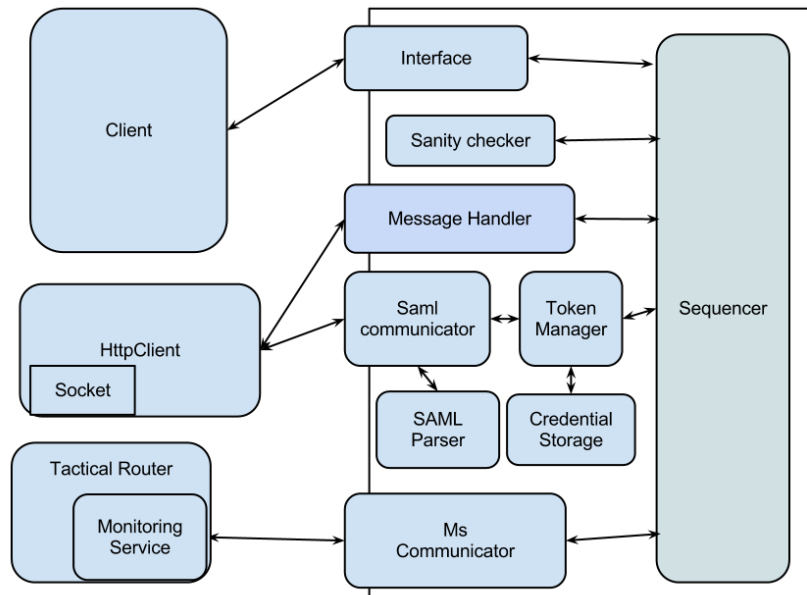 Client
Interface
Sanity checker
Message Handler
HttpClient
Socket
Saml
communicator
Token
Manager
Sequencer
SAML
Parser
Credential
Storage
Tactical Router
Monitoring
Service
Ms
Communicator